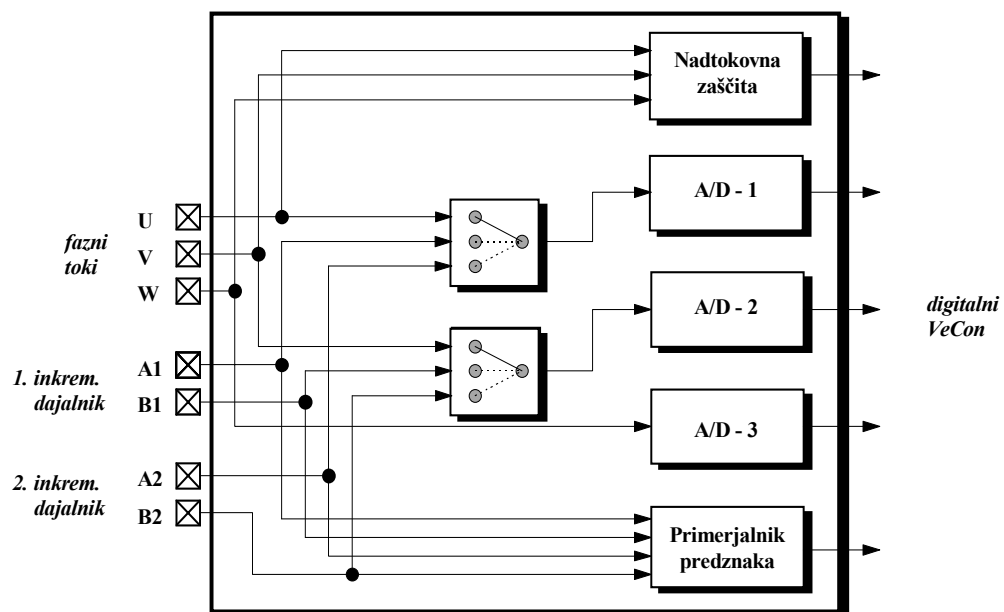 Nadtokovna
zaščita
A/D - 1
U
fazni
toki
V
W
A/D - 2
digitalni
VeCon
1. inkrem.
dajalnik
A1
B1
A/D - 3
2. inkrem.
dajalnik
A2
B2
Primerjalnik
predznaka